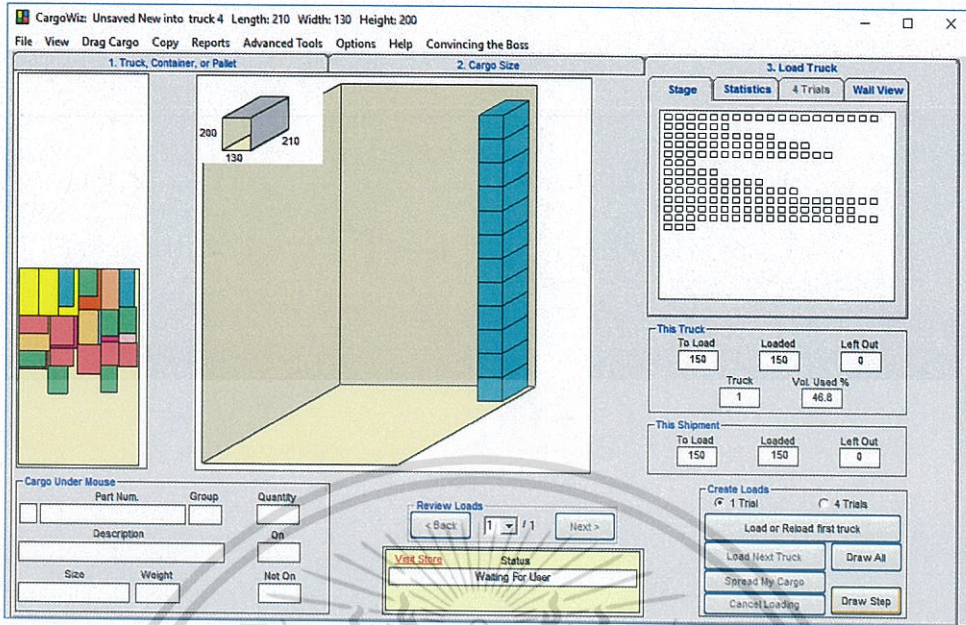 CargoWiz: Unsaved New into truck 4 Length: 210 Width: 130 Height: 200
File View Drag Cargo Copy Reports Advanced Tools Options Help Convincing the Boss
1. Truck, Container, or Pallet
2. Cargo Size
3. Load Truck
Stage Statistics 4 Trials Wall View
200
130
210
This Truck
To Load Loaded Left Out
150 150 0
Truck Vol. Used %
1 46.8
This Shipment
To Load Loaded Left Out
150 150 0
Cargo Under Mouse
Part Num. Group Quantity
Description On
Size Weight Not On
Review Loads
< Back 1 / 1 Next >
Visit Store Status
Waiting For User
Create Loads
1 Trial 4 Trials
Load or Reload first truck
Load Next Truck Draw All
Spread My Cargo
Cancel Loading Draw Step